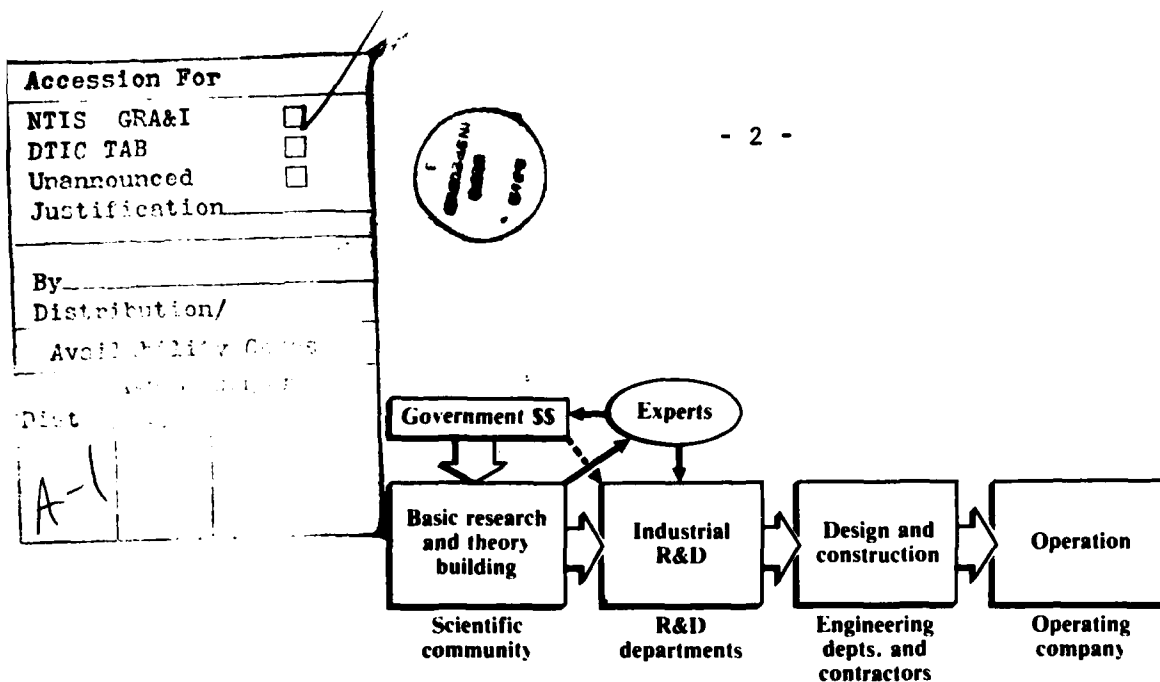 Accession For
NTIS GRA&I
DTIC TAB
Unannounced
Justification
By
Distribution/
Dist
A-1
- 2 -
Government $$
Experts
Basic research
and theory
building
Industrial
R&D
Design and
construction
Operation
Scientific
community
R&D
departments
Engineering
depts. and
contractors
Operating
company